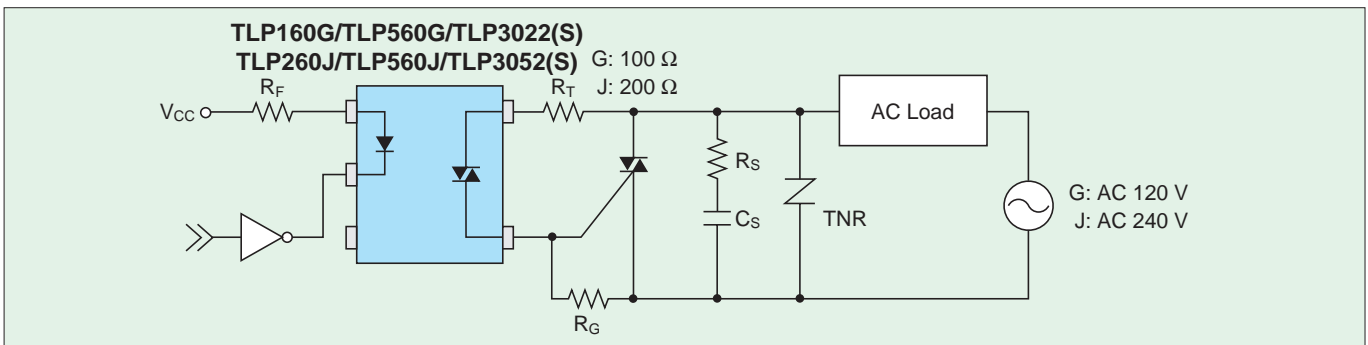 TLP160G/TLP560G/TLP3022(S)
TLP260J/TLP560J/TLP3052(S)
G: 100 Ω
J: 200 Ω
RF
RT
VCC
AC Load
RS
CS
TNR
G: AC 120 V
J: AC 240 V
RG